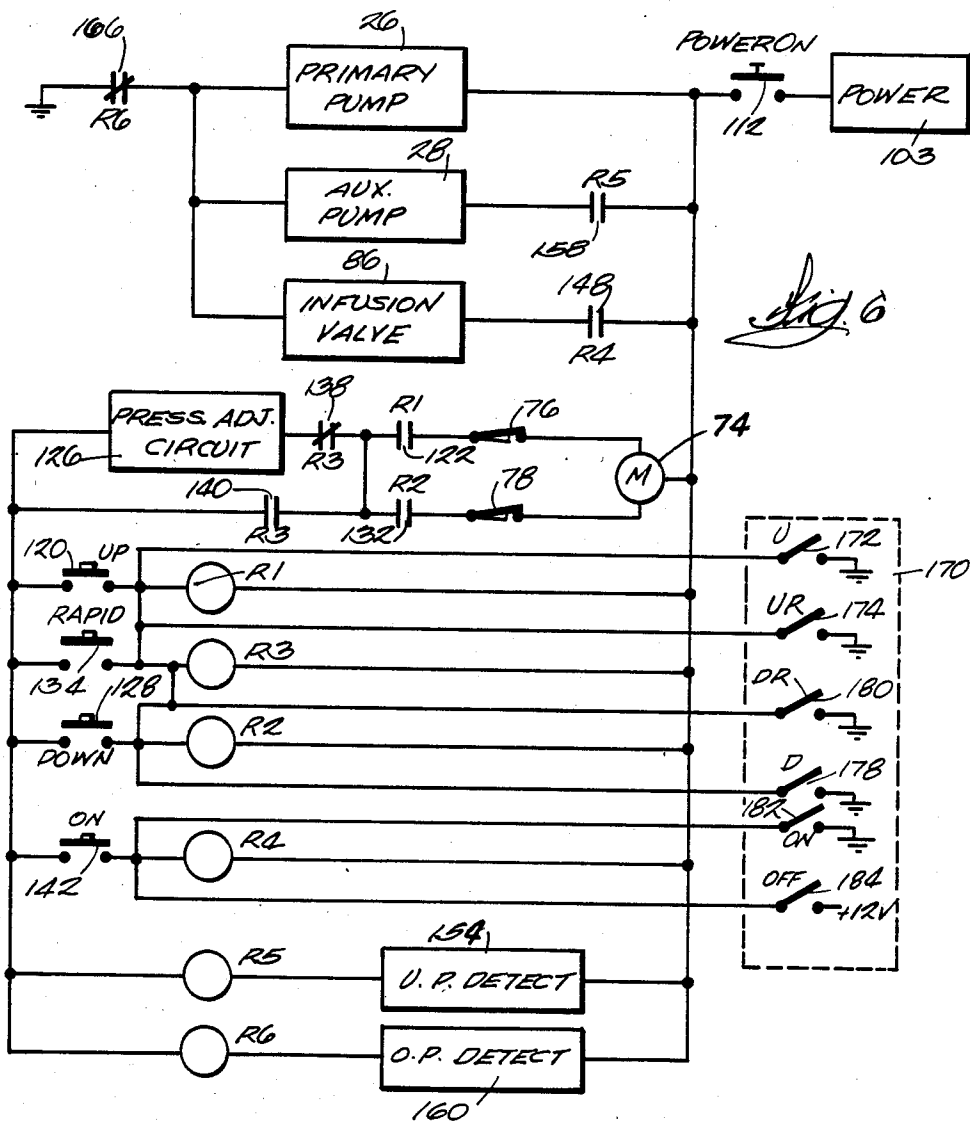 166
26
POWER ON
PRIMARY
PUMP
POWER
R6
112
103
28
AUX.
PUMP
R5
158
86
INFUSION
VALVE
148
R4
Fig. 6
PRESS. ADJ.
CIRCUIT
126
138
R3
R1
122
76
74
M
140
R3
132
R2
78
120
UP
R1
U
172
170
RAPID
134
R3
UR
174
128
DOWN
R2
DR
180
D
178
ON
142
R4
182
ON
OFF
184
+12V
R5
154
U.P. DETECT
R6
O.P. DETECT
160